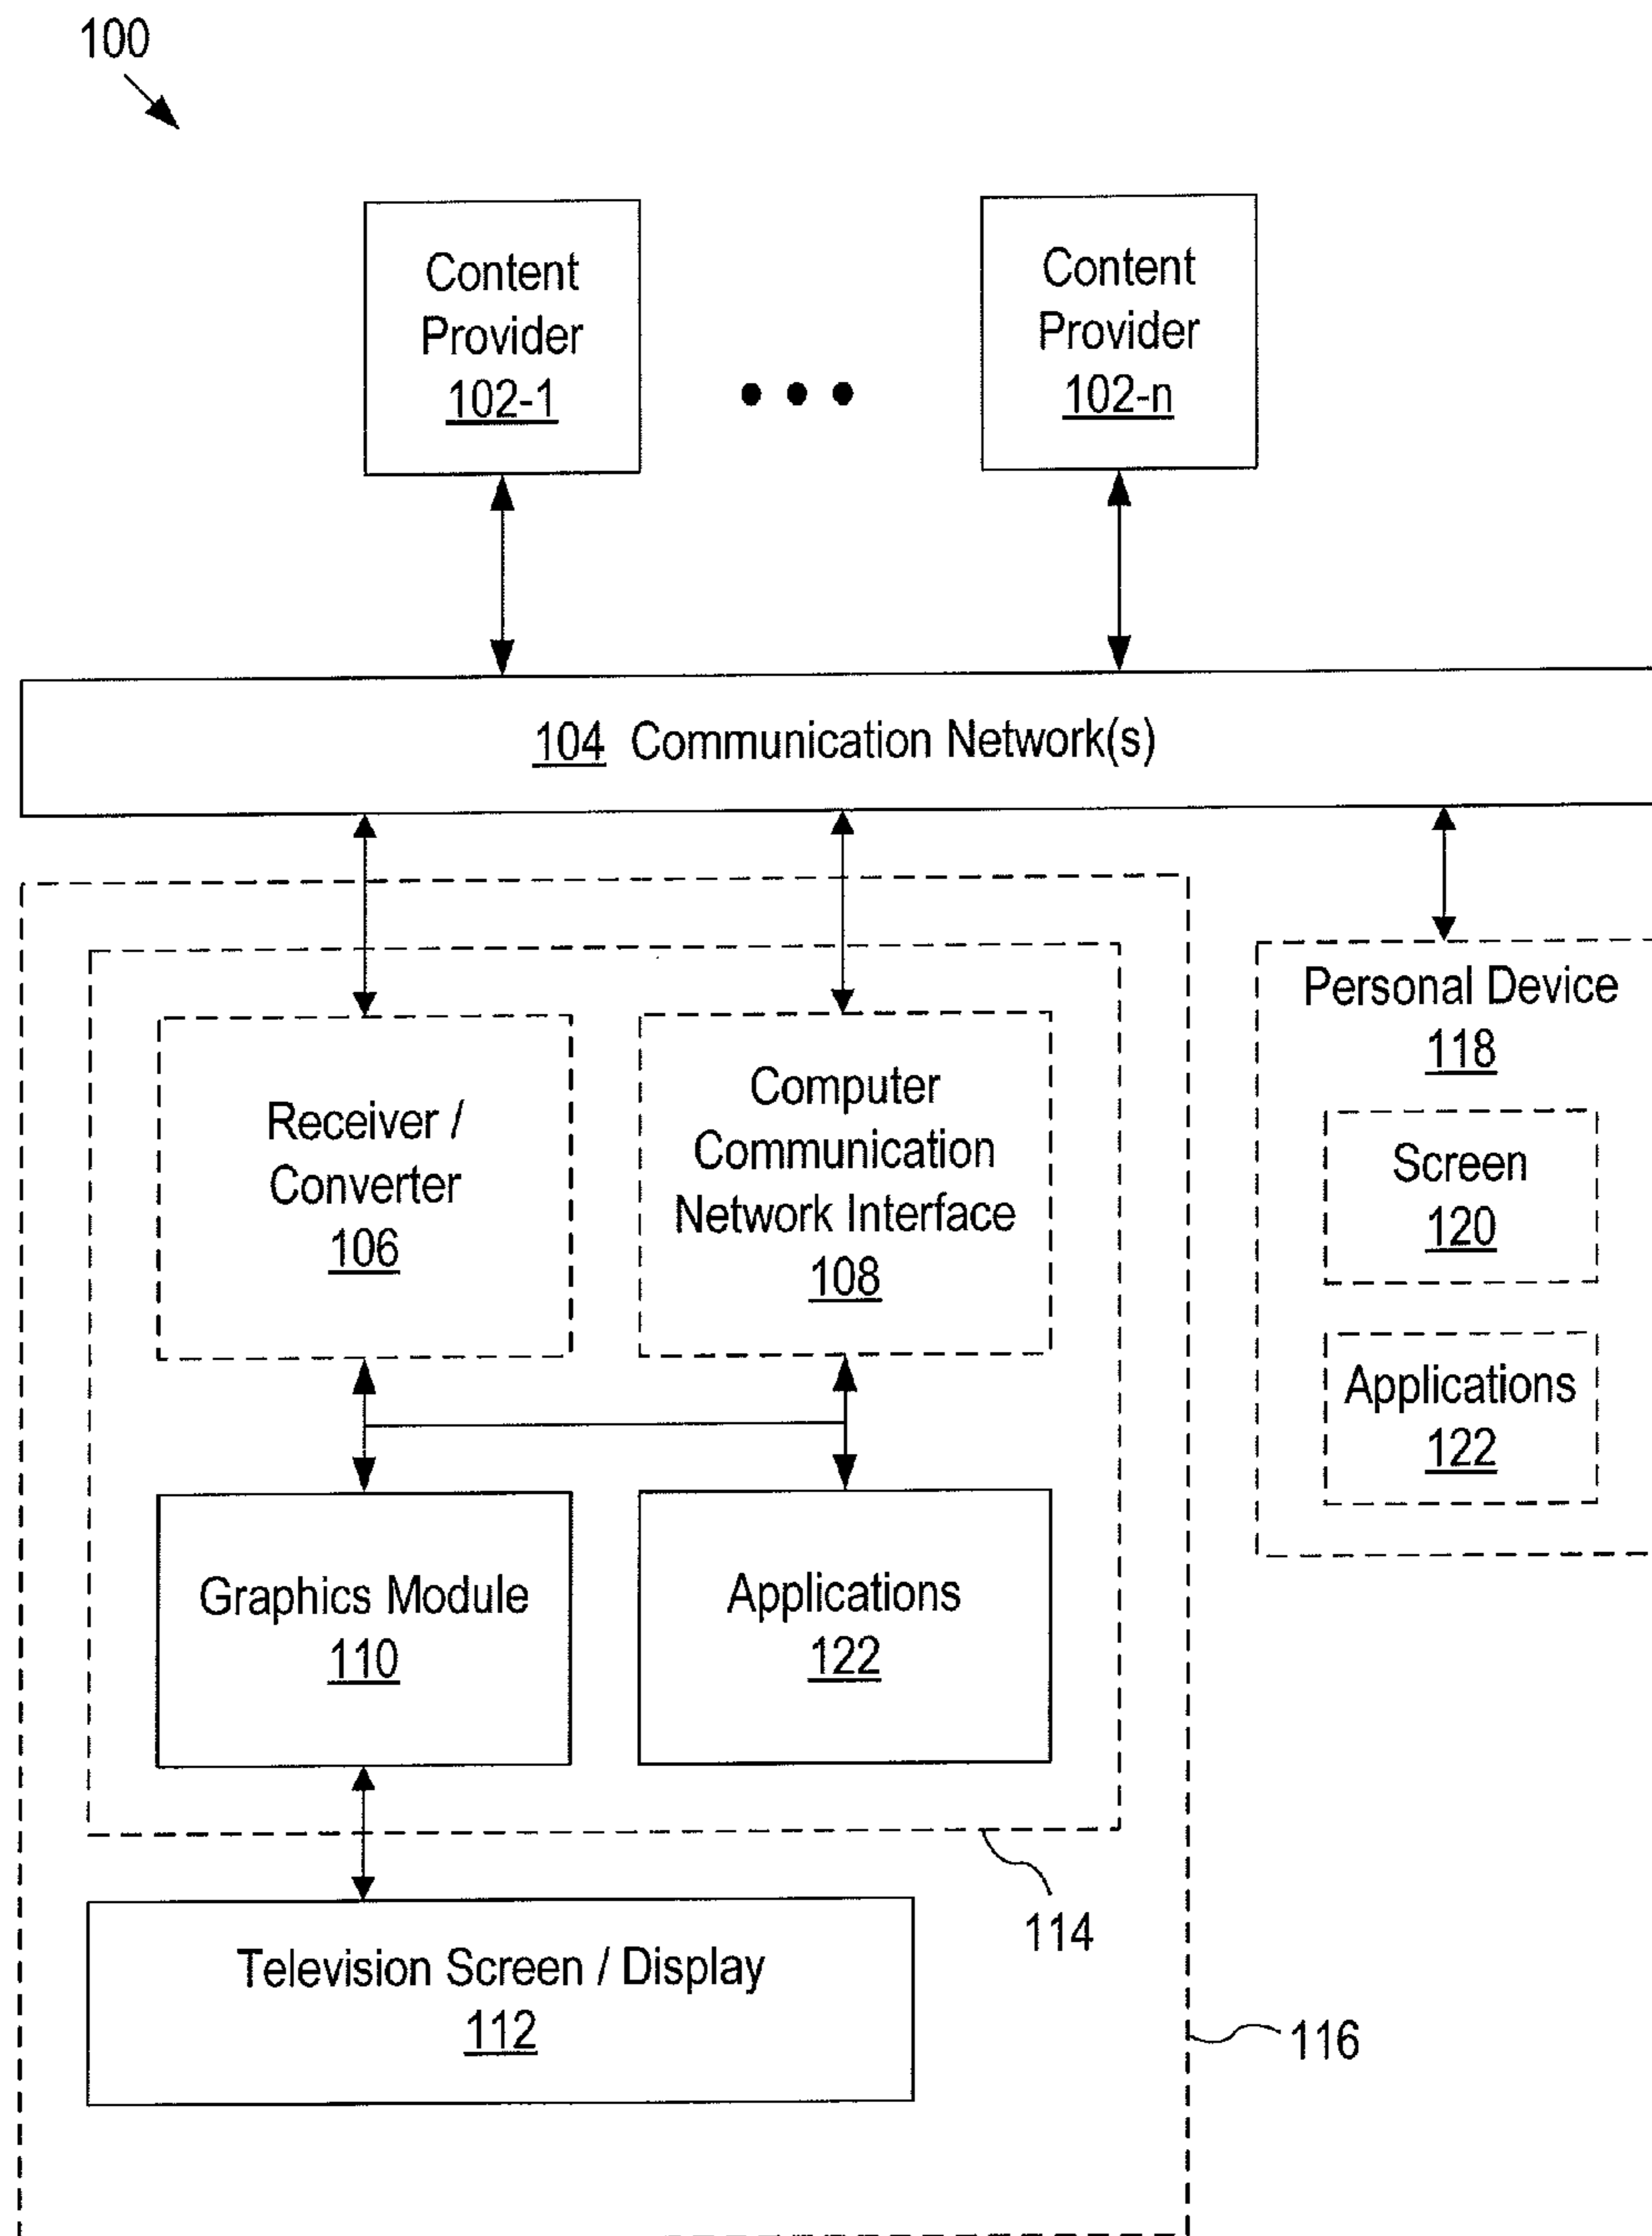 100
Content
Provider
102-1
Content
Provider
102-n
104 Communication Network(s)
Receiver /
Converter
106
Computer
Communication
Network Interface
108
Personal Device
118
Screen
120
Applications
122
Graphics Module
110
Applications
122
114
Television Screen / Display
112
116